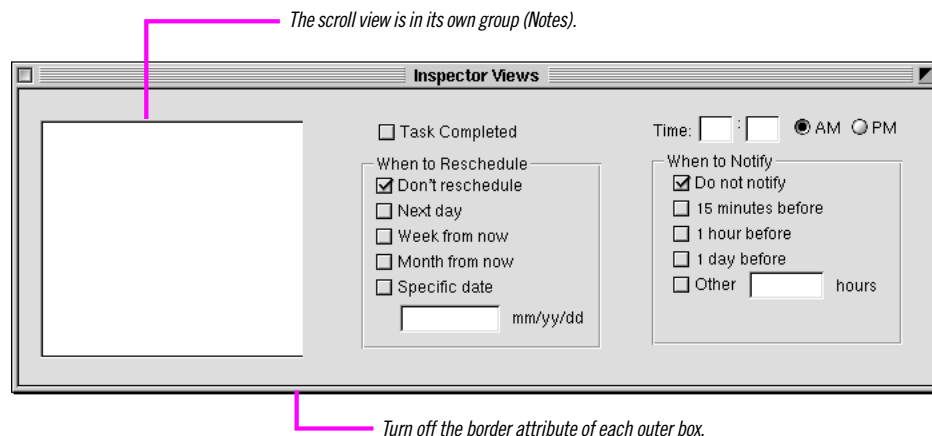 The scroll view is in its own group (Notes).
Inspector Views
Task Completed
When to Reschedule
Don't reschedule
Next day
Week from now
Month from now
Specific date
mm/yy/dd
Time: : AM PM
When to Notify
Do not notify
15 minutes before
1 hour before
1 day before
Other hours
Turn off the border attribute of each outer box.